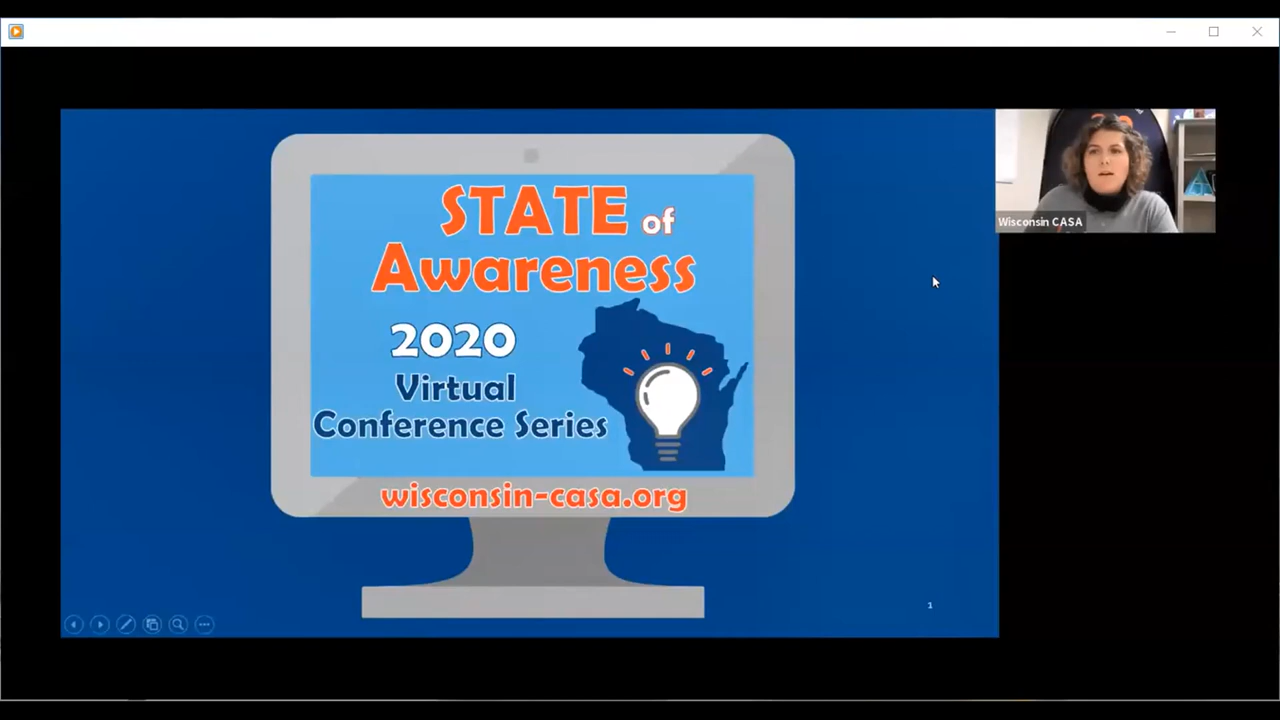 STATE of
Awareness
2020
Virtual
Conference Series
wisconsin-casa.org
Wisconsin CASA
1